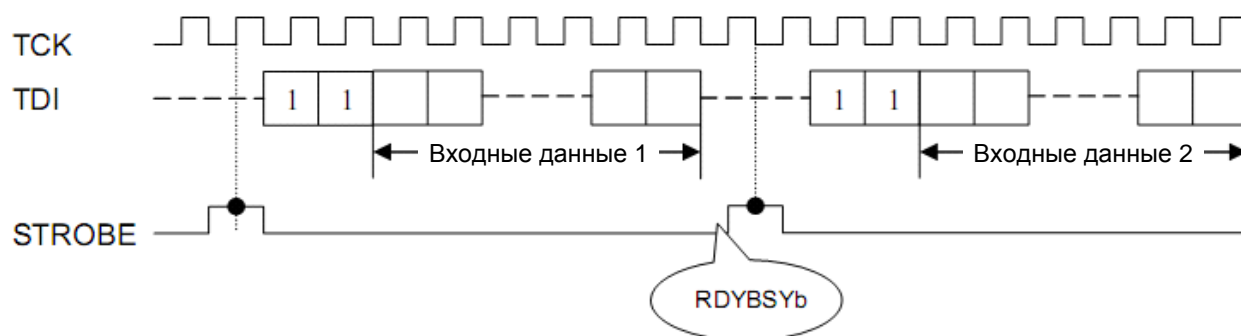 TCK
TDI
1 1
1 1
Входные данные 1
Входные данные 2
STROBE
RDYBSYb